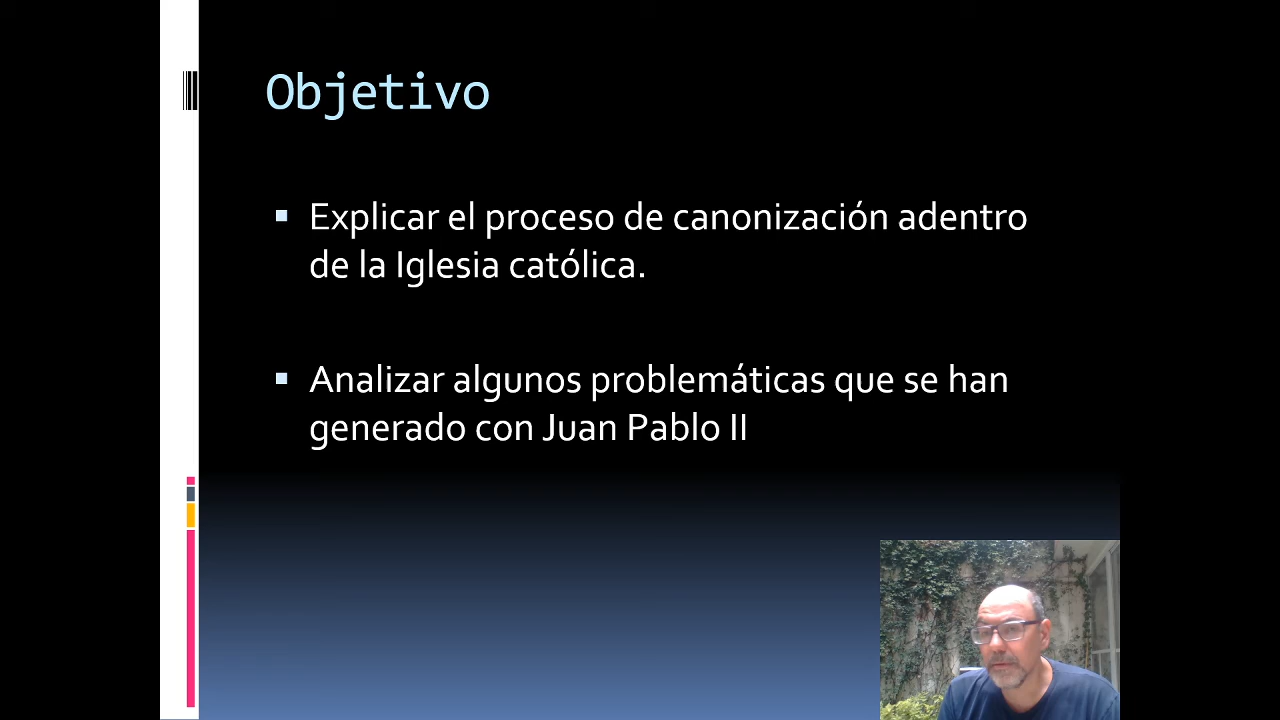 Objetivo
Explicar el proceso de canonización adentro
de la Iglesia católica.
Analizar algunos problemáticas que se han
generado con Juan Pablo II